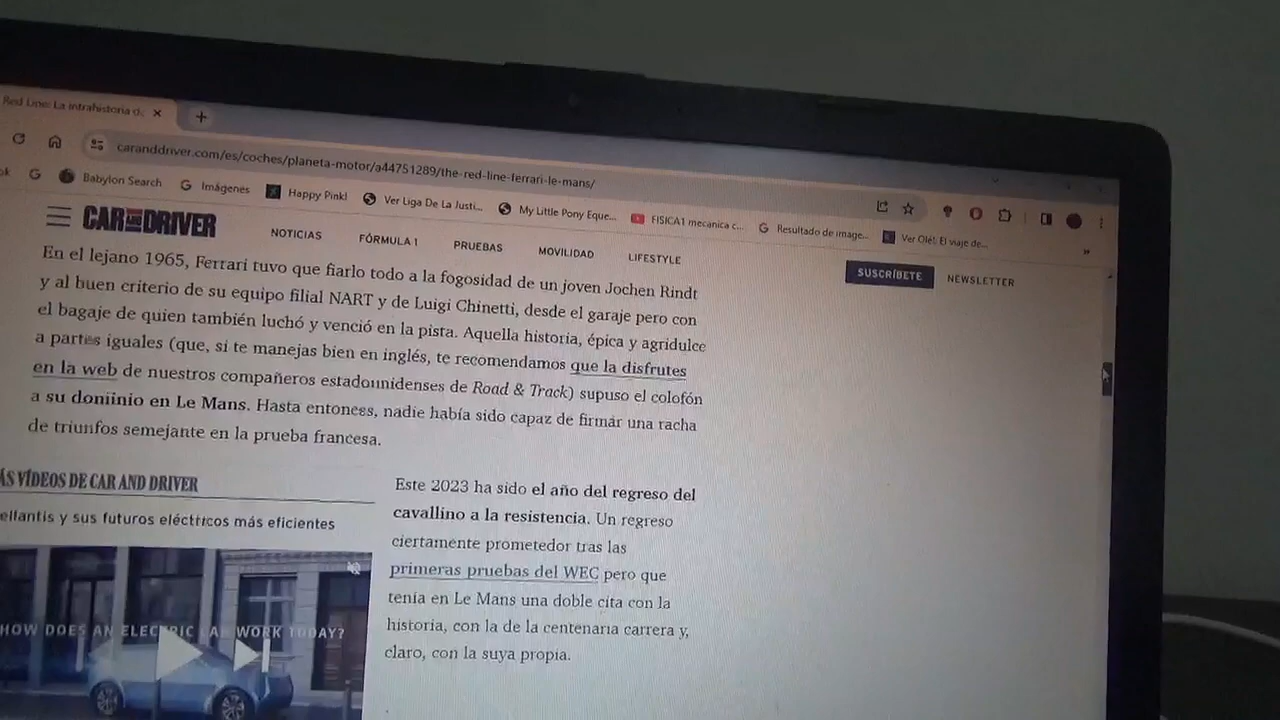 Red Line: La intrahistoria de
caranddriver.com/es/coches/planeta-motor/a44751289/the-red-line-ferrari-le-mans/
ok
Babylon Search
Imágenes
Happy Pink!
Ver Liga De La Justi...
My Little Pony Eque...
FISICA1 mecanica c...
Resultado de image...
Ver Olé!: El viaje de...
CAR AND DRIVER
NOTICIAS
FÓRMULA 1
PRUEBAS
MOVILIDAD
LIFESTYLE
SUSCRÍBETE
NEWSLETTER
En el lejano 1965, Ferrari tuvo que fiarlo todo a la fogosidad de un joven Jochen Rindt
y al buen criterio de su equipo filial NART y de Luigi Chinetti, desde el garaje pero con
el bagaje de quien también luchó y venció en la pista. Aquella historia, épica y agridulce
a partes iguales (que, si te manejas bien en inglés, te recomendamos que la disfrutes
en la web de nuestros compañeros estadounidenses de Road & Track) supuso el colofón
a su dominio en Le Mans. Hasta entonces, nadie había sido capaz de firmar una racha
de triunfos semejante en la prueba francesa.
ÁS VÍDEOS DE CAR AND DRIVER
ellantis y sus futuros eléctricos más eficientes
HOW DOES AN ELECTRIC CAR WORK TODAY?
Este 2023 ha sido el año del regreso del
cavallino a la resistencia. Un regreso
ciertamente prometedor tras las
primeras pruebas del WEC pero que
tenía en Le Mans una doble cita con la
historia, con la de la centenaria carrera y,
claro, con la suya propia.